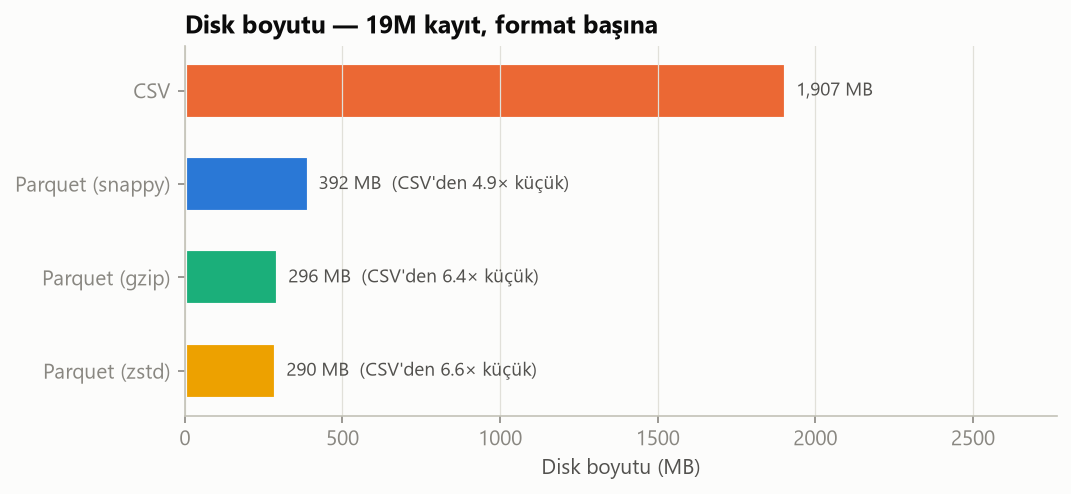 Disk boyutu — 19M kayıt, format başına
CSV
1,907 MB
Parquet (snappy)
392 MB (CSV'den 4.9× küçük)
Parquet (gzip)
296 MB (CSV'den 6.4× küçük)
Parquet (zstd)
290 MB (CSV'den 6.6× küçük)
0 500 1000 1500 2000 2500
Disk boyutu (MB)